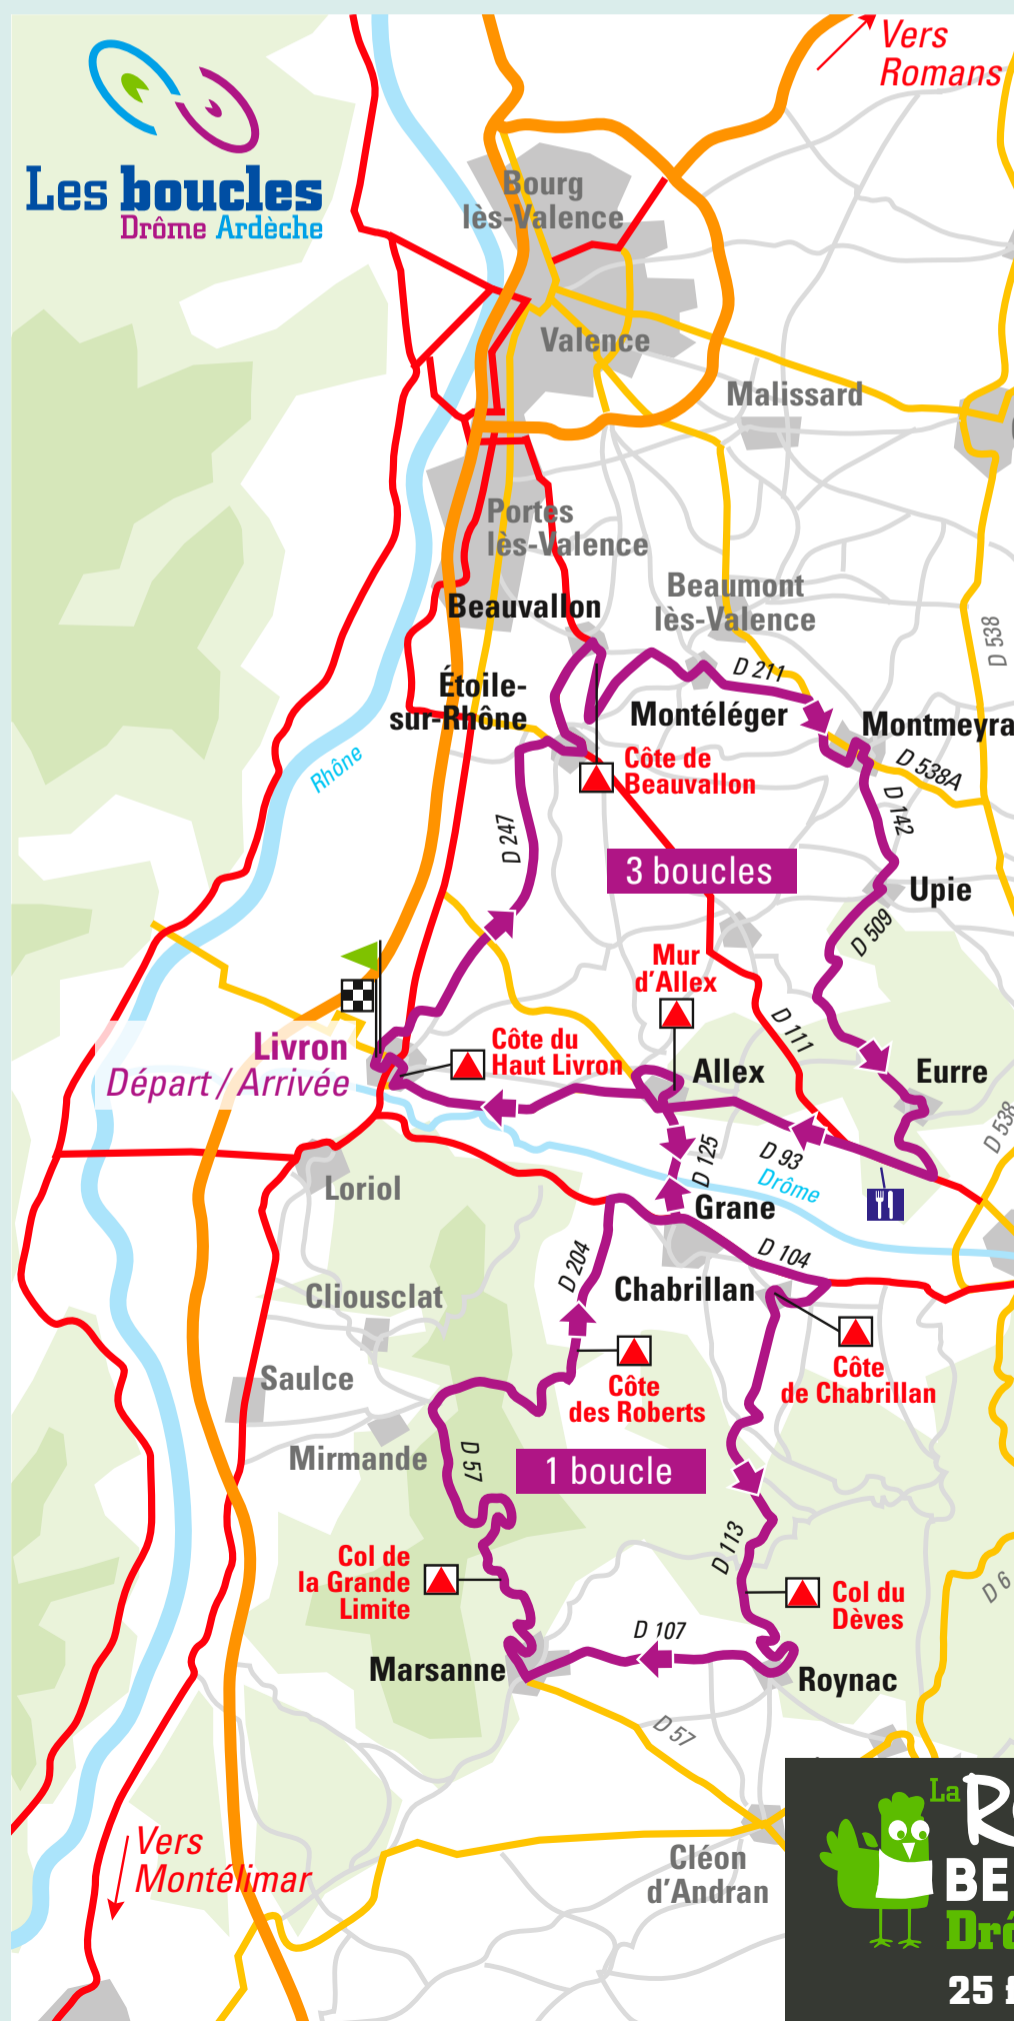 Vers
Romans
Les boucles
Drôme Ardèche
Bourg
lès-Valence
Valence
Malissard
Portes
lès-Valence
Beauvallon
Beaumont
lès-Valence
D 538
Étoile-
sur-Rhône
D 211
Montéléger
Montmeyra
Rhône
Côte de
Beauvallon
D 538A
D 142
D 247
3 boucles
Upie
D 509
Mur
d'Allex
D 111
Livron
Départ / Arrivée
Côte du
Haut Livron
Allex
Eurre
D 538
D 125
D 93
Drôme
Loriol
Grane
D 204
D 104
Cliousclat
Chabrillan
Saulce
Côte
des Roberts
Côte
de Chabrillan
Mirmande
D 57
1 boucle
D 113
D 6
Col de
la Grande
Limite
Col du
Dèves
D 107
Marsanne
Roynac
D 57
Vers
Montélimar
Cléon
d'Andran
La
BE
Drô
25